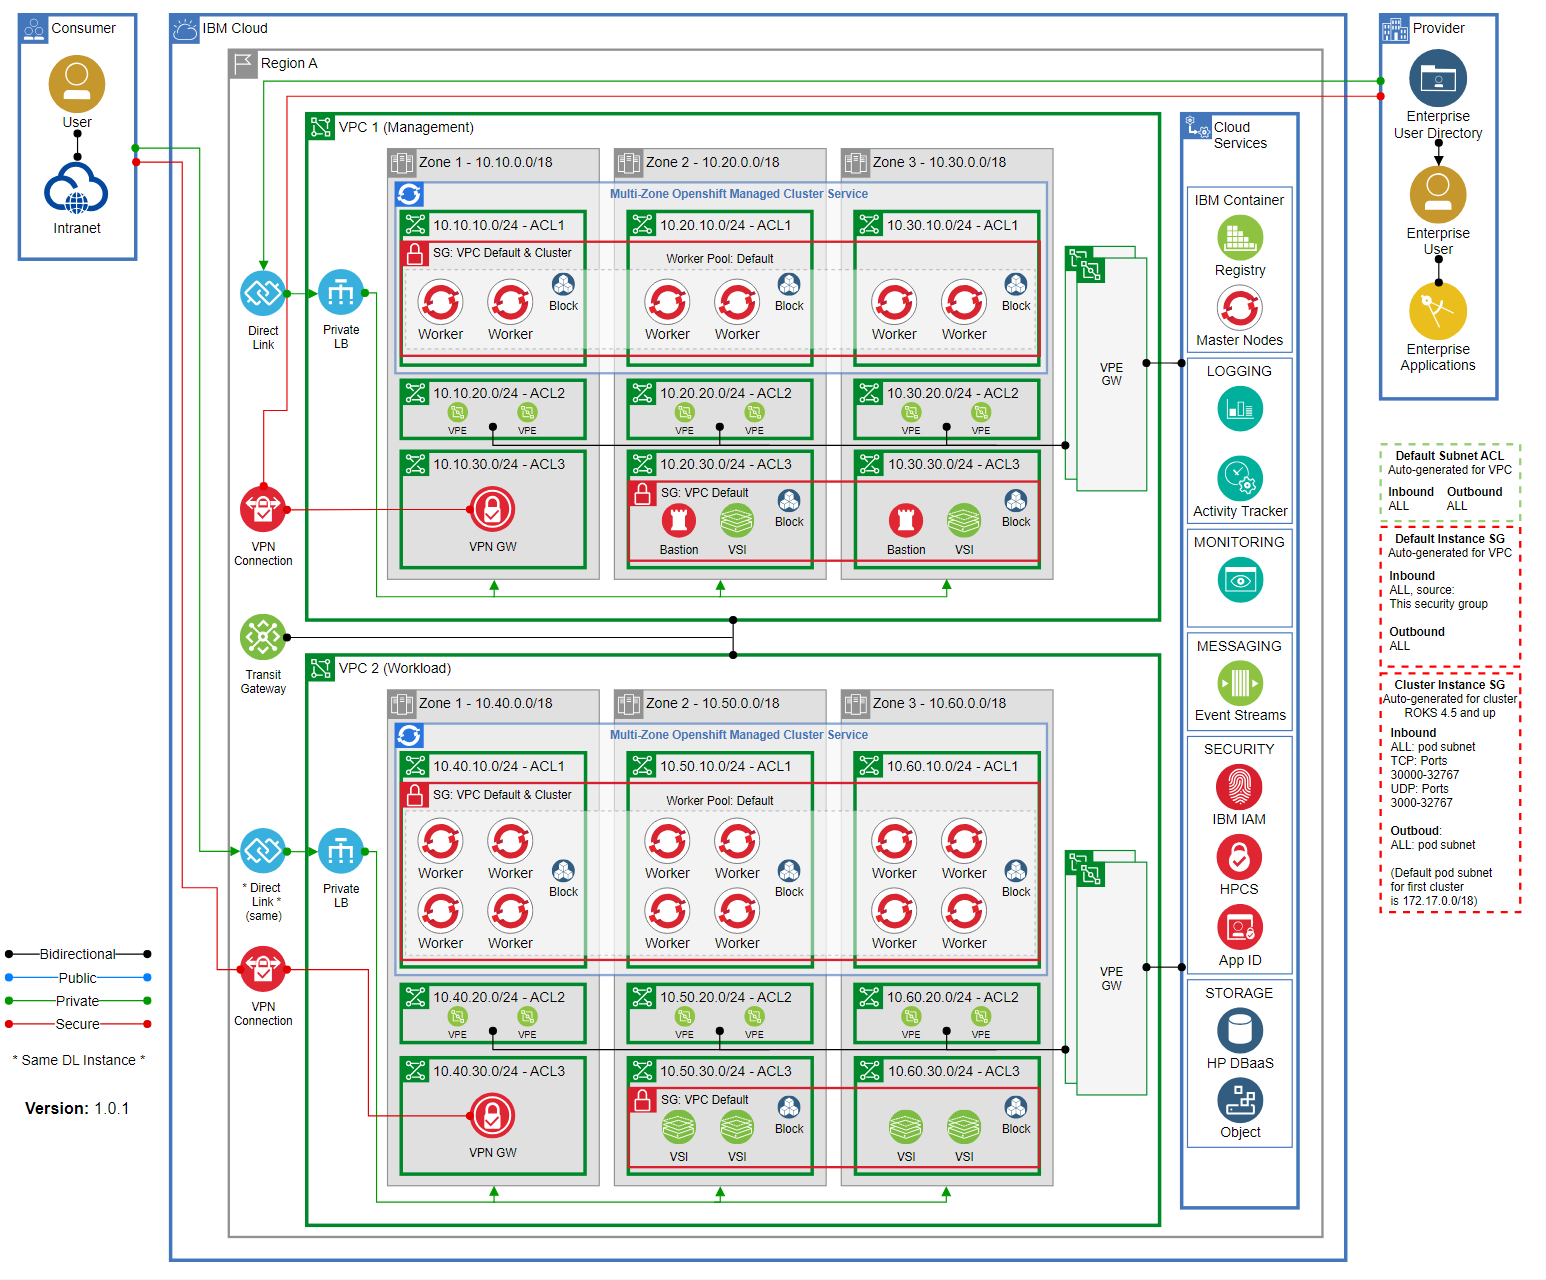 Consumer
User
Intranet
IBM Cloud
Region A
Provider
Enterprise
User Directory
Enterprise
User
Enterprise
Applications
Direct
Link
Private
LB
VPN
Connection
Transit
Gateway
VPC 1 (Management)
Zone 1 - 10.10.0.0/18
Zone 2 - 10.20.0.0/18
Zone 3 - 10.30.0.0/18
Multi-Zone Openshift Managed Cluster Service
10.10.10.0/24 - ACL1
10.20.10.0/24 - ACL1
10.30.10.0/24 - ACL1
SG: VPC Default & Cluster
Worker Pool: Default
Worker
Worker
Block
Worker
Worker
Block
Worker
Worker
Block
10.10.20.0/24 - ACL2
10.20.20.0/24 - ACL2
10.30.20.0/24 - ACL2
VPE
VPE
VPE
VPE
VPE
VPE
10.10.30.0/24 - ACL3
10.20.30.0/24 - ACL3
10.30.30.0/24 - ACL3
VPN GW
SG: VPC Default
Bastion
VSI
Block
Bastion
VSI
Block
VPE
GW
VPC 2 (Workload)
Zone 1 - 10.40.0.0/18
Zone 2 - 10.50.0.0/18
Zone 3 - 10.60.0.0/18
Multi-Zone Openshift Managed Cluster Service
10.40.10.0/24 - ACL1
10.50.10.0/24 - ACL1
10.60.10.0/24 - ACL1
SG: VPC Default & Cluster
Worker Pool: Default
Worker
Worker
Block
Worker
Worker
Block
Worker
Worker
Block
Worker
Worker
Worker
Worker
Worker
Worker
10.40.20.0/24 - ACL2
10.50.20.0/24 - ACL2
10.60.20.0/24 - ACL2
VPE
VPE
VPE
VPE
VPE
VPE
10.40.30.0/24 - ACL3
10.50.30.0/24 - ACL3
10.60.30.0/24 - ACL3
VPN GW
SG: VPC Default
VSI
VSI
Block
VSI
VSI
Block
VPE
GW
* Direct
Link *
(same)
Private
LB
VPN
Connection
Cloud
Services
IBM Container
Registry
Master Nodes
LOGGING
Activity Tracker
MONITORING
MESSAGING
Event Streams
SECURITY
IBM IAM
HPCS
App ID
STORAGE
HP DBaaS
Object
Default Subnet ACL
Auto-generated for VPC
Inbound Outbound
ALL ALL
Default Instance SG
Auto-generated for VPC
Inbound
ALL, source:
This security group
Outbound
ALL
Cluster Instance SG
Auto-generated for cluster
ROKS 4.5 and up
Inbound
ALL: pod subnet
TCP: Ports
30000-32767
UDP: Ports
3000-32767
Outboud:
ALL: pod subnet
(Default pod subnet
for first cluster
is 172.17.0.0/18)
Bidirectional
Public
Private
Secure
* Same DL Instance *
Version: 1.0.1